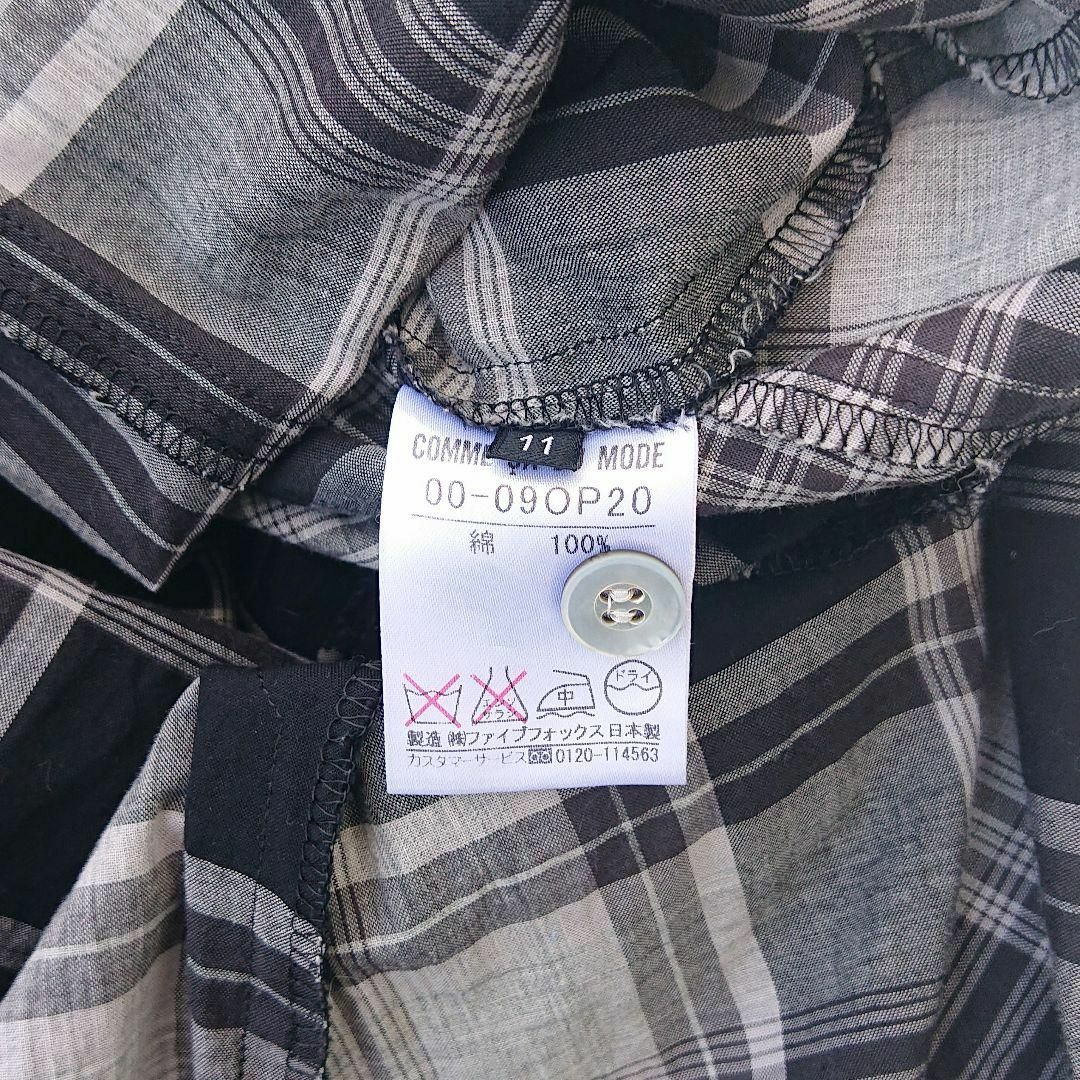 11
COMME MODE
00-09OP20
綿 100%
中 ドライ
製造 ㈱ファイブフォックス 日本製
カスタマーサービス 0120-114563